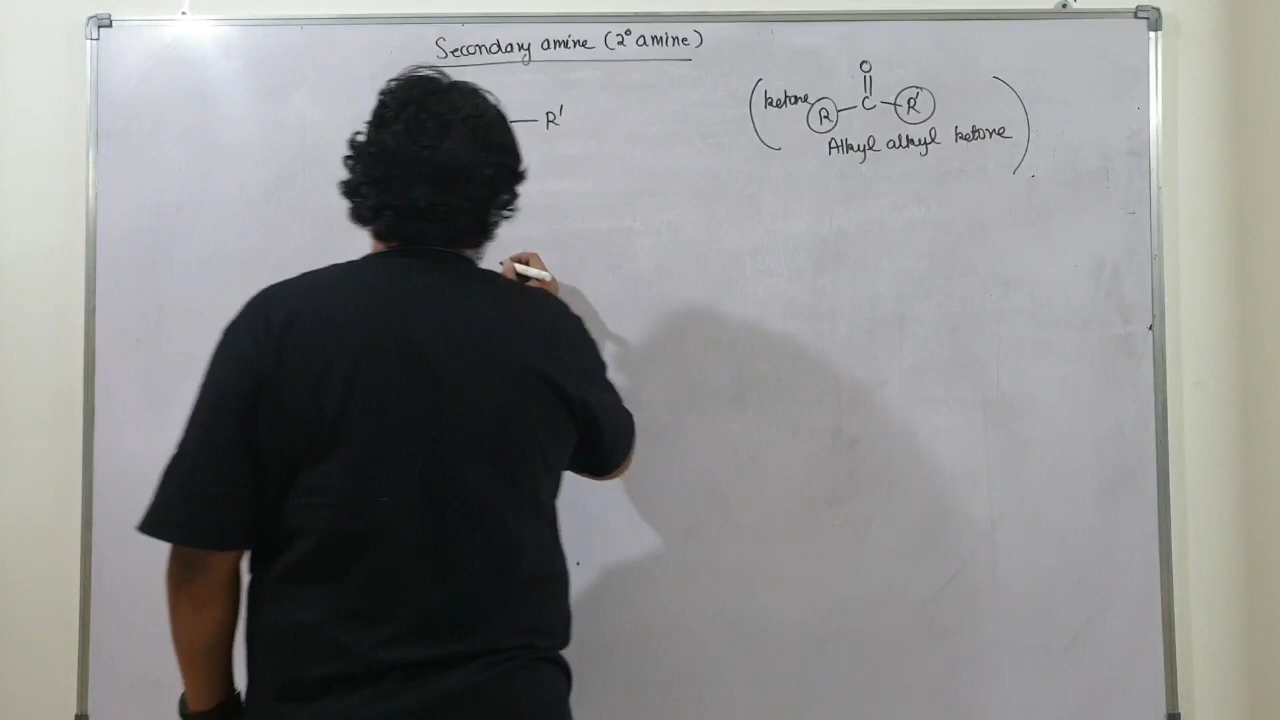 Secondary amine (2° amine)
— R'
O
(ketone R — C — R')
Alkyl alkyl ketone